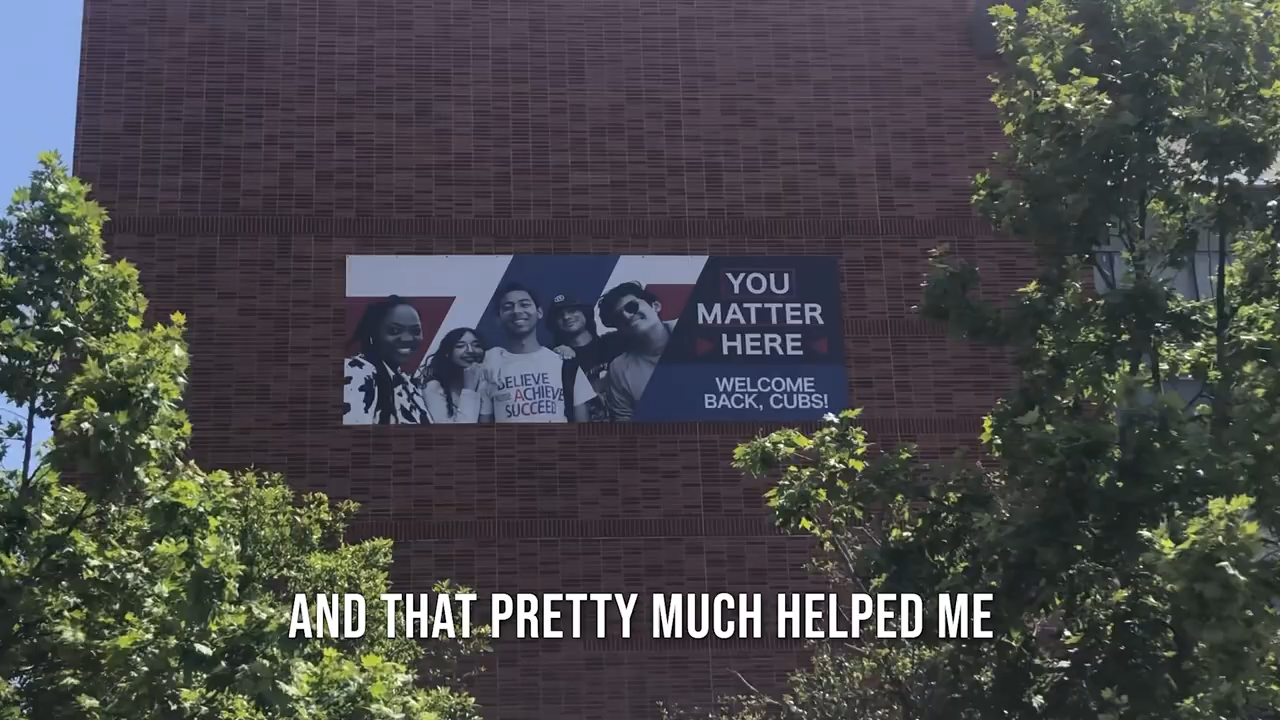 YOU
MATTER
HERE
WELCOME
BACK, CUBS!
BELIEVE
ACHIEVE
SUCCEED
AND THAT PRETTY MUCH HELPED ME